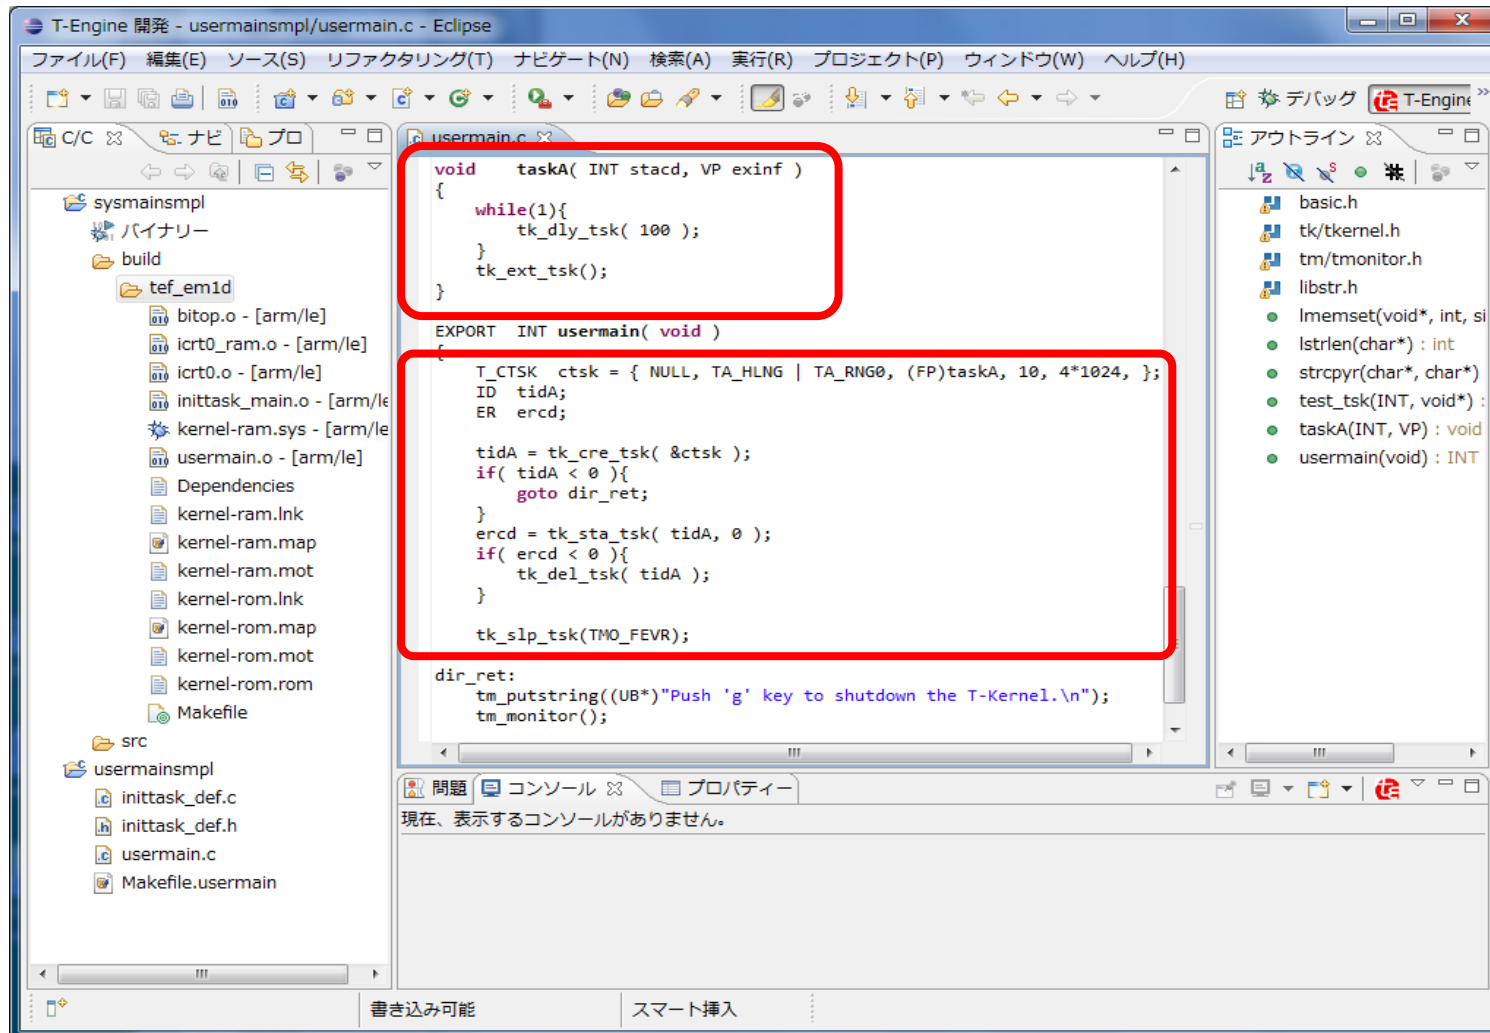 T-Engine 開発 - usermainsmpl/usermain.c - Eclipse
ファイル(F) 編集(E) ソース(S) リファクタリング(T) ナビゲート(N) 検索(A) 実行(R) プロジェクト(P) ウィンドウ(W) ヘルプ(H)
デバッグ T-Engine
C/C ナビ プロ
sysmainsmpl
バイナリー
build
tef_em1d
bitop.o - [arm/le]
icrt0_ram.o - [arm/le]
icrt0.o - [arm/le]
inittask_main.o - [arm/le
kernel-ram.sys - [arm/le
usermain.o - [arm/le]
Dependencies
kernel-ram.lnk
kernel-ram.map
kernel-ram.mot
kernel-rom.lnk
kernel-rom.map
kernel-rom.mot
kernel-rom.rom
Makefile
src
usermainsmpl
inittask_def.c
inittask_def.h
usermain.c
Makefile.usermain
usermain.c
void    taskA( INT stacd, VP exinf )
{
    while(1){
        tk_dly_tsk( 100 );
    }
    tk_ext_tsk();
}
EXPORT  INT usermain( void )
{
    T_CTSK  ctsk = { NULL, TA_HLNG | TA_RNG0, (FP)taskA, 10, 4*1024, };
    ID  tidA;
    ER  ercd;
    tidA = tk_cre_tsk( &ctsk );
    if( tidA < 0 ){
        goto dir_ret;
    }
    ercd = tk_sta_tsk( tidA, 0 );
    if( ercd < 0 ){
        tk_del_tsk( tidA );
    }
    tk_slp_tsk(TMO_FEVR);
dir_ret:
    tm_putstring((UB*)"Push 'g' key to shutdown the T-Kernel.\n");
    tm_monitor();
アウトライン
basic.h
tk/tkernel.h
tm/tmonitor.h
libstr.h
lmemset(void*, int, si
lstrlen(char*) : int
strcpyr(char*, char*)
test_tsk(INT, void*) :
taskA(INT, VP) : void
usermain(void) : INT
問題 コンソール プロパティー
現在、表示するコンソールがありません。
書き込み可能 スマート挿入